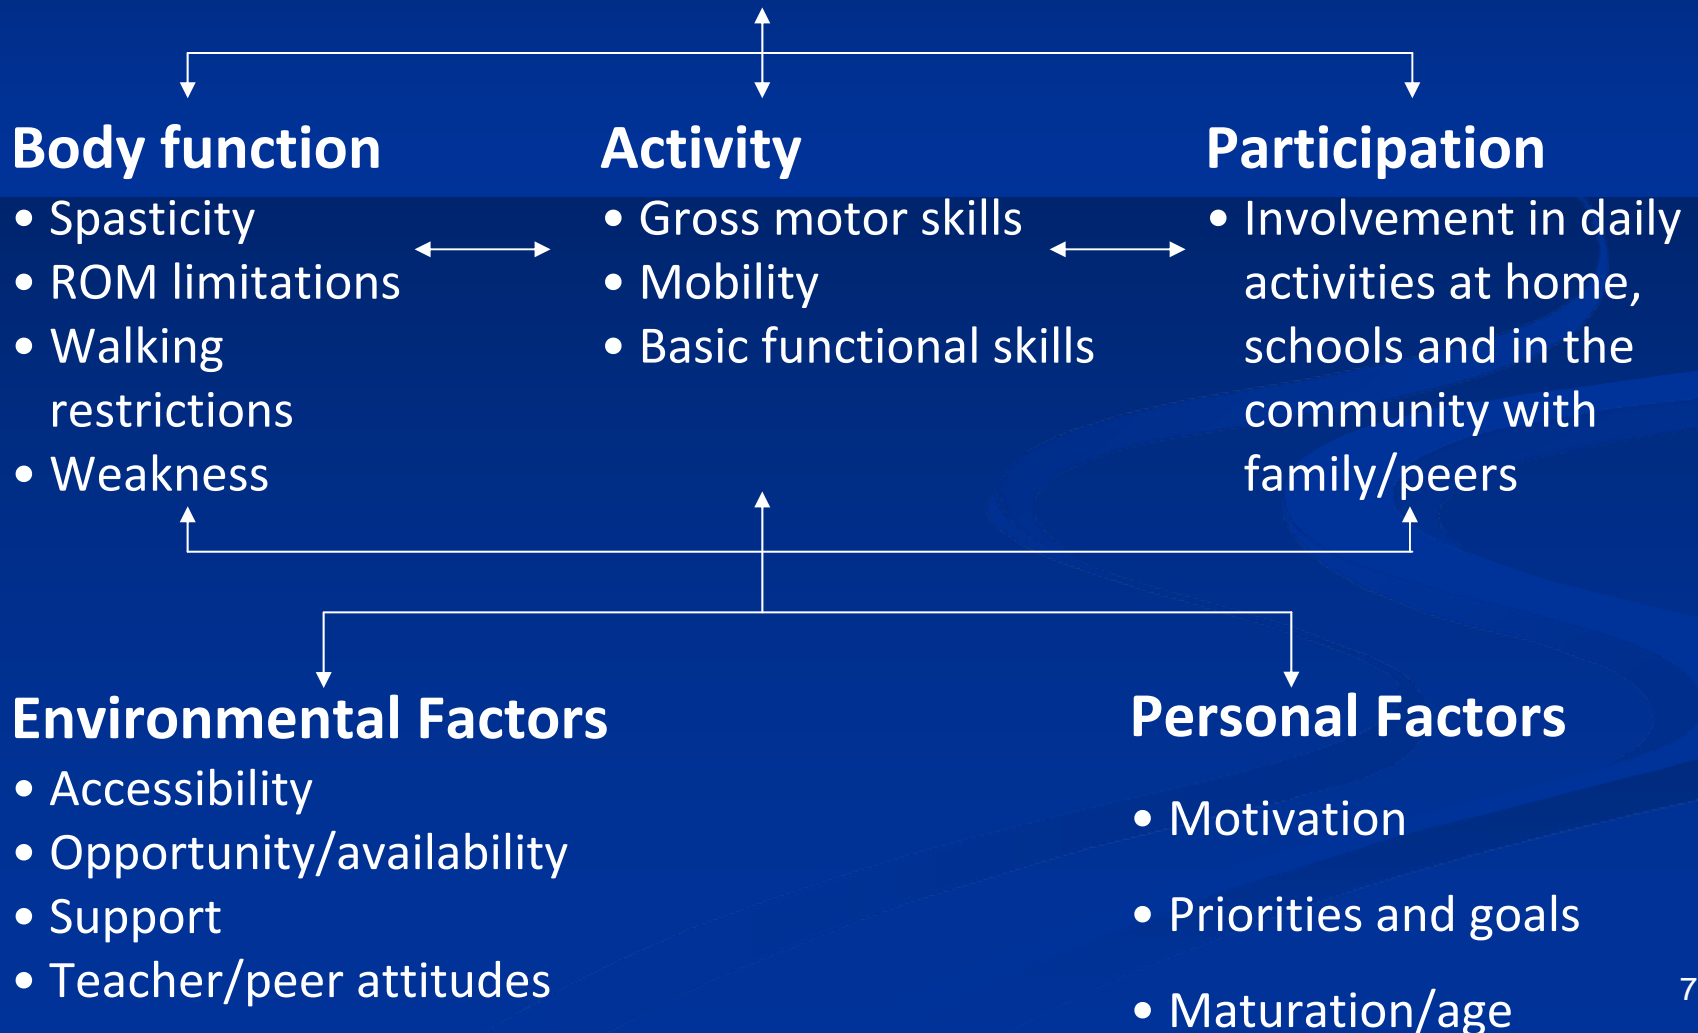 Body function
• Spasticity
• ROM limitations
• Walking
restrictions
• Weakness
Activity
• Gross motor skills
• Mobility
• Basic functional skills
Participation
• Involvement in daily
activities at home,
schools and in the
community with
family/peers
Environmental Factors
• Accessibility
• Opportunity/availability
• Support
• Teacher/peer attitudes
Personal Factors
• Motivation
• Priorities and goals
• Maturation/age
7